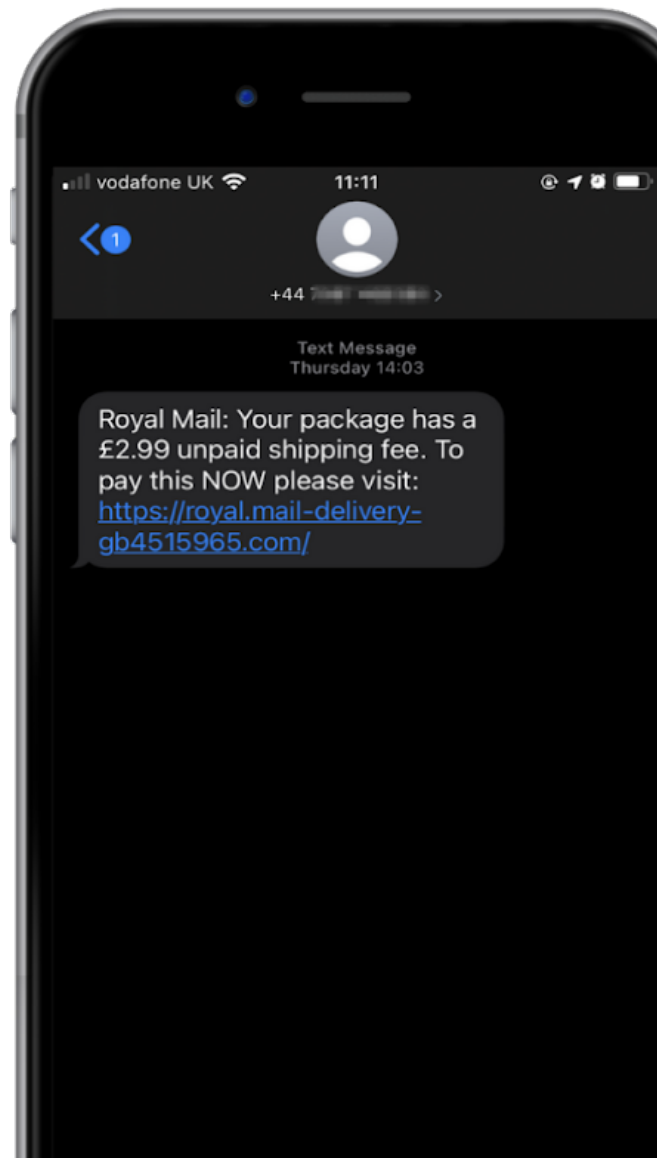 vodafone UK
11:11
1
+44
Text Message
Thursday 14:03
Royal Mail: Your package has a
£2.99 unpaid shipping fee. To
pay this NOW please visit:
https://royal.mail-delivery-
gb4515965.com/